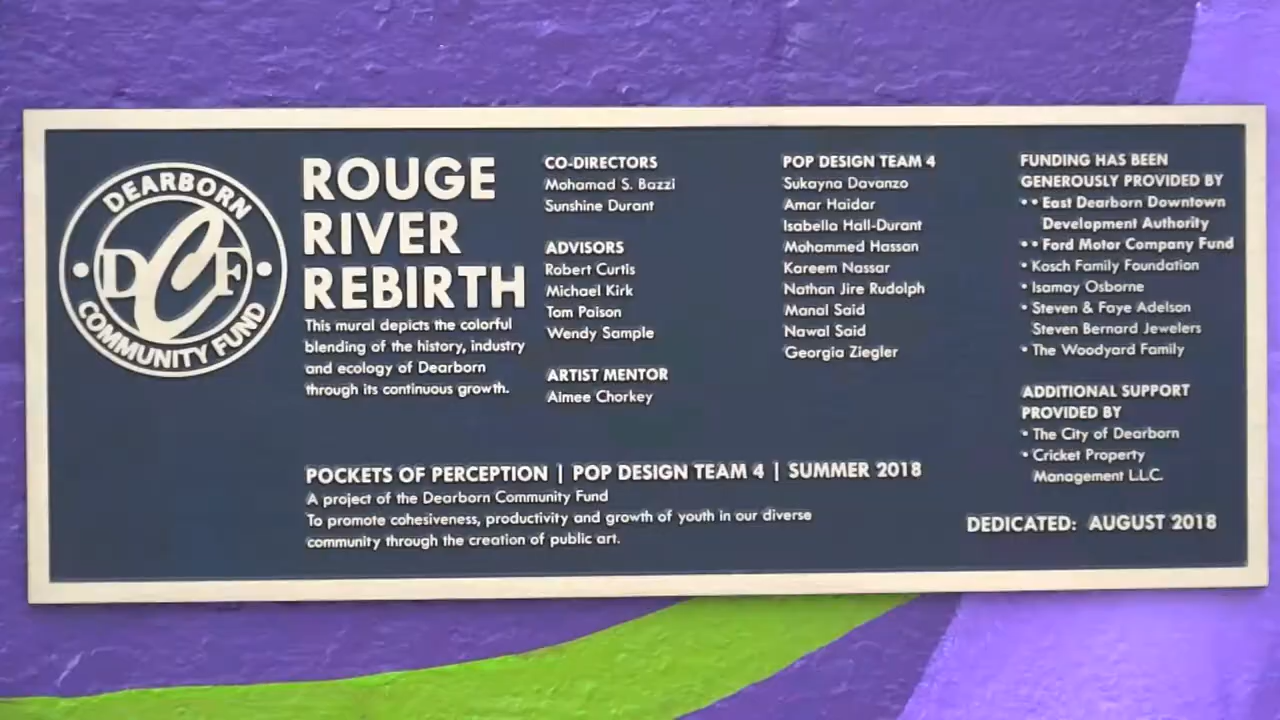 DEARBORN
DCF
COMMUNITY FUND
ROUGE
RIVER
REBIRTH
This mural depicts the colorful
blending of the history, industry
and ecology of Dearborn
through its continuous growth.
CO-DIRECTORS
Mohamad S. Bazzi
Sunshine Durant
ADVISORS
Robert Curtis
Michael Kirk
Tom Paison
Wendy Sample
ARTIST MENTOR
Aimee Chorkey
POP DESIGN TEAM 4
Sukayna Davanzo
Amar Haidar
Isabella Hall-Durant
Mohammed Hassan
Kareem Nassar
Nathan Jire Rudolph
Manal Said
Nawal Said
Georgia Ziegler
FUNDING HAS BEEN
GENEROUSLY PROVIDED BY
•• East Dearborn Downtown
Development Authority
•• Ford Motor Company Fund
• Kosch Family Foundation
• Isamay Osborne
• Steven & Faye Adelson
Steven Bernard Jewelers
• The Woodyard Family
ADDITIONAL SUPPORT
PROVIDED BY
• The City of Dearborn
• Cricket Property
Management L.L.C.
POCKETS OF PERCEPTION | POP DESIGN TEAM 4 | SUMMER 2018
A project of the Dearborn Community Fund
To promote cohesiveness, productivity and growth of youth in our diverse
community through the creation of public art.
DEDICATED: AUGUST 2018